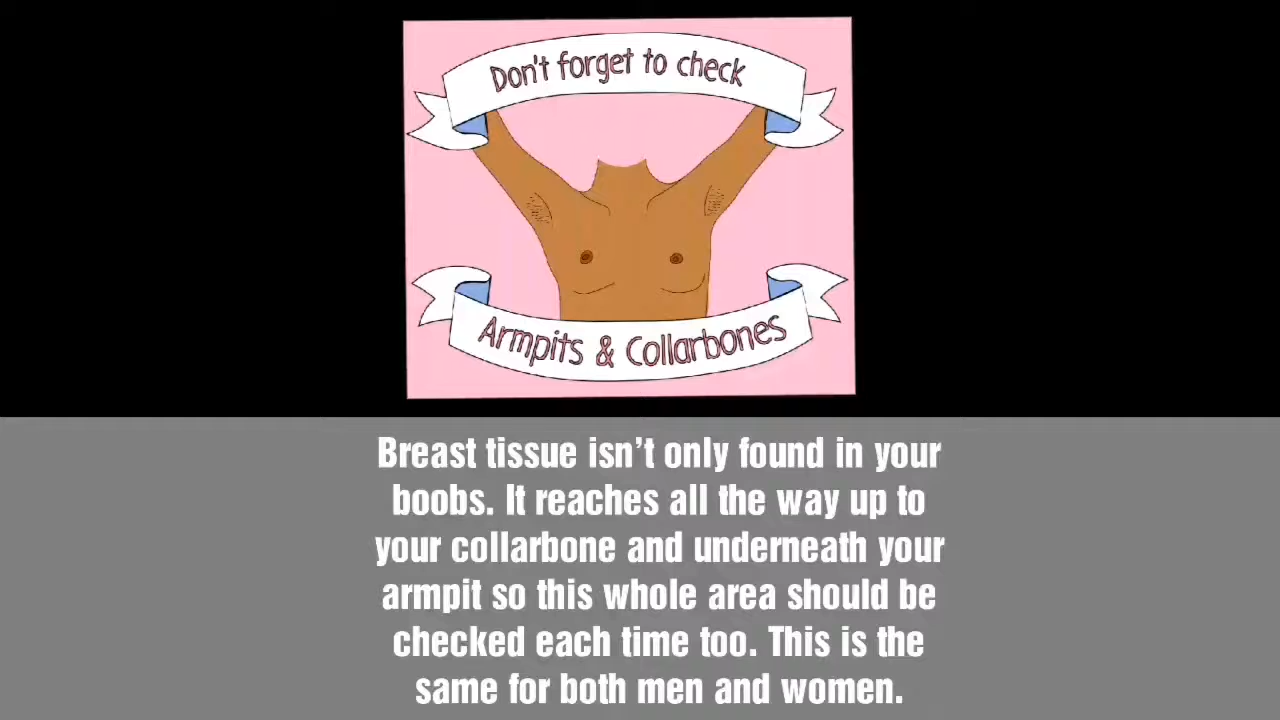 Don't forget to check
Armpits & Collarbones
Breast tissue isn’t only found in your
boobs. It reaches all the way up to
your collarbone and underneath your
armpit so this whole area should be
checked each time too. This is the
same for both men and women.